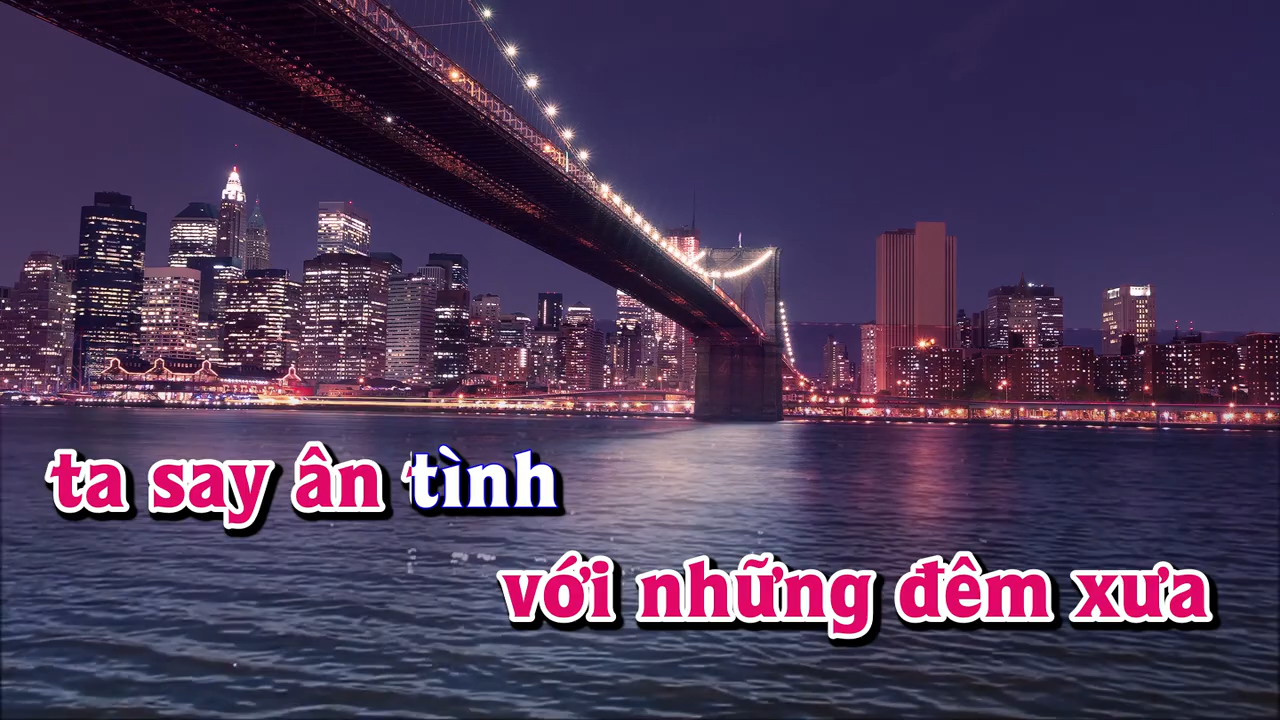 ta say ân tình
với những đêm xưa